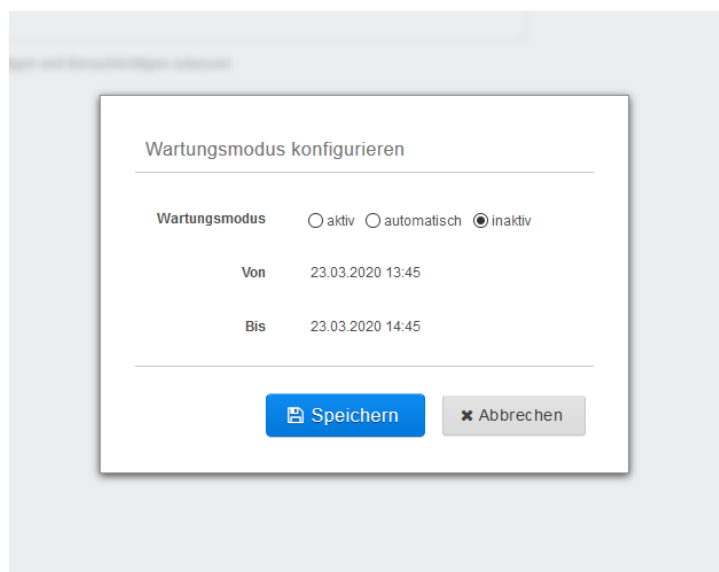 Wartungsmodus konfigurieren
Wartungsmodus aktiv automatisch inaktiv
Von 23.03.2020 13:45
Bis 23.03.2020 14:45
Speichern Abbrechen